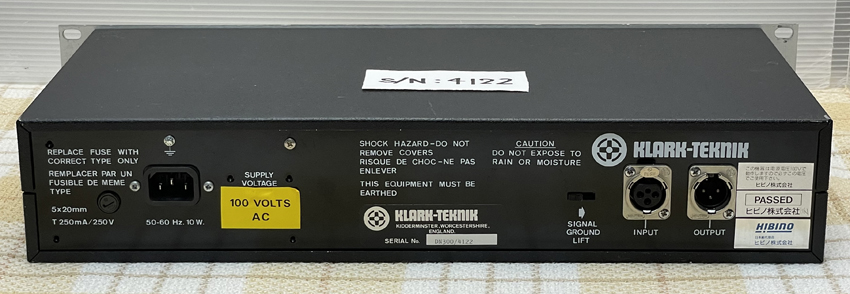 S/N: 4122
REPLACE FUSE WITH
CORRECT TYPE ONLY
REMPLACER PAR UN
FUSIBLE DE MEME
TYPE
5x20mm
T 250mA/250V
50-60 Hz. 10 W.
SUPPLY
VOLTAGE
100 VOLTS
AC
SHOCK HAZARD-DO NOT
REMOVE COVERS
RISQUE DE CHOC-NE PAS
ENLEVER
THIS EQUIPMENT MUST BE
EARTHED
KLARK-TEKNIK
KIDDERMINSTER, WORCESTERSHIRE,
ENGLAND.
SERIAL No. DN300/4122
CAUTION
DO NOT EXPOSE TO
RAIN OR MOISTURE
KLARK-TEKNIK
SIGNAL
GROUND
LIFT
INPUT
OUTPUT
ヒビノ株式会社
PASSED
ヒビノ株式会社
HIBINO
ヒビノ株式会社